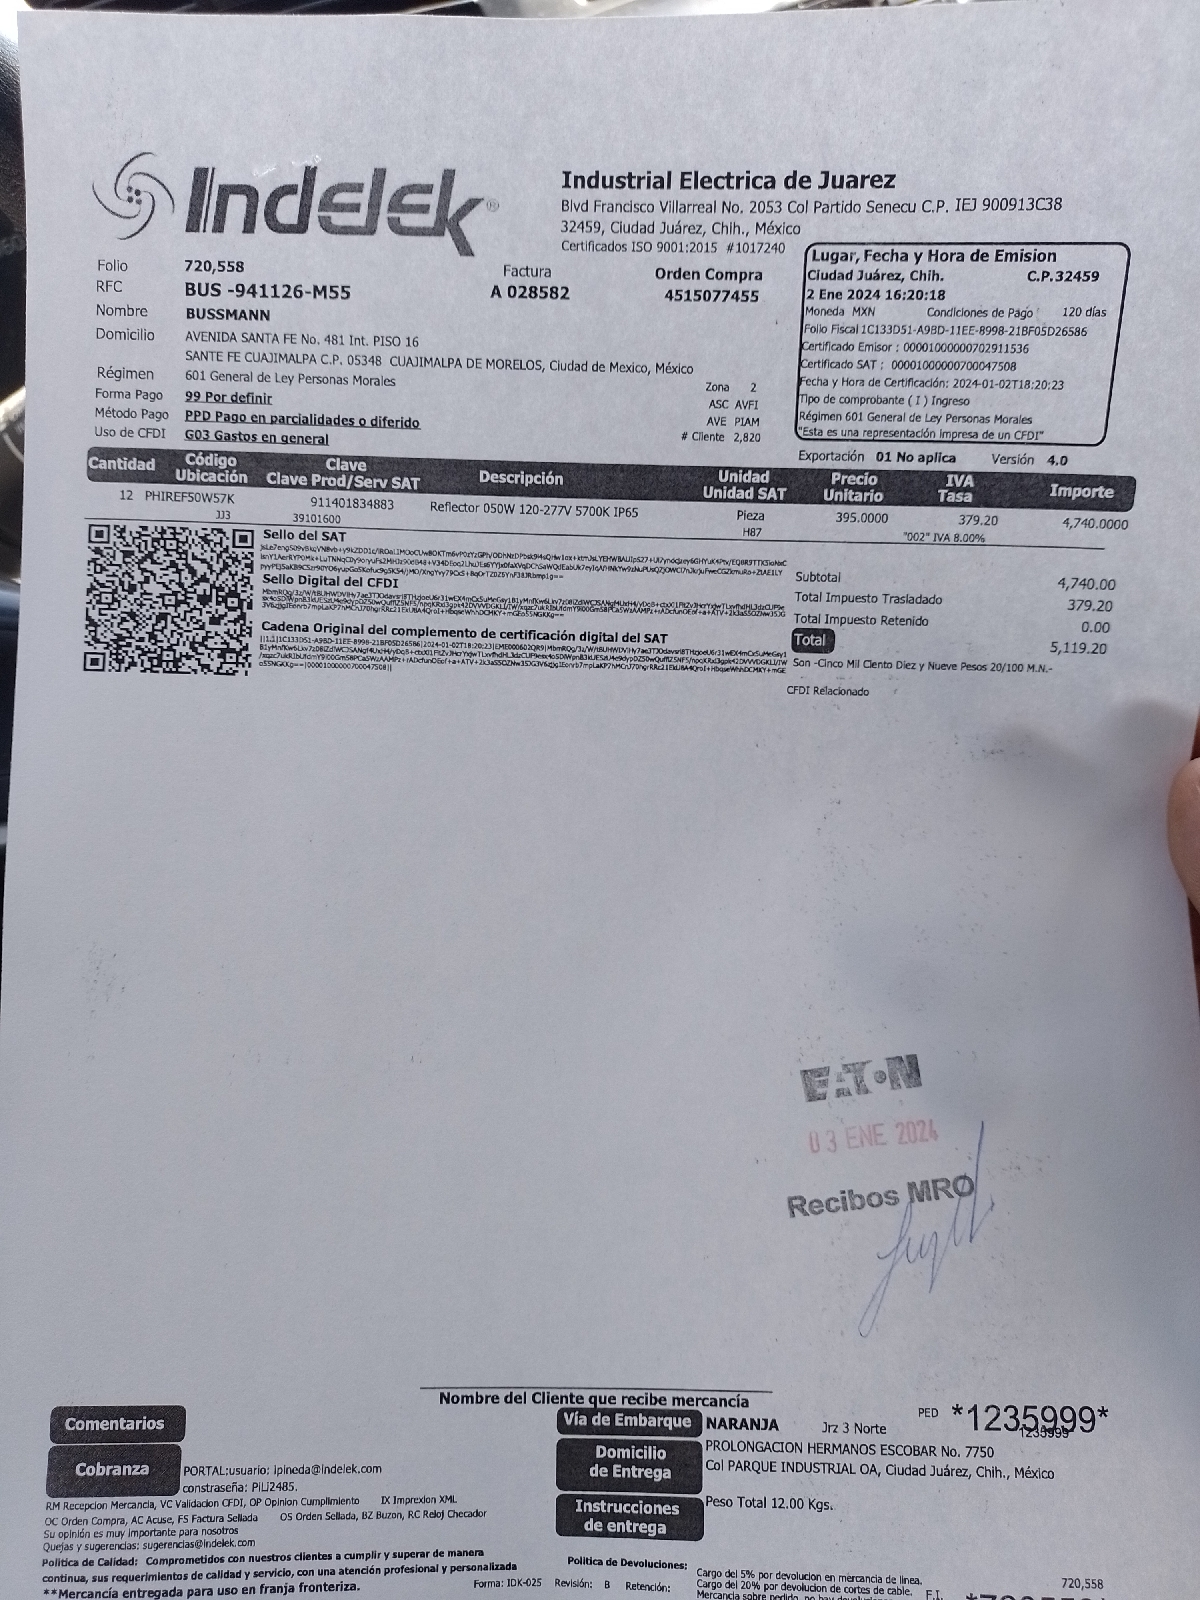 Indelek®
Industrial Electrica de Juarez
Blvd Francisco Villarreal No. 2053 Col Partido Senecu C.P. IEJ 900913C38
32459, Ciudad Juárez, Chih., México
Certificados ISO 9001:2015 #1017240
Folio 720,558
RFC BUS -941126-M55
Nombre BUSSMANN
Domicilio AVENIDA SANTA FE No. 481 Int. PISO 16
SANTE FE CUAJIMALPA C.P. 05348 CUAJIMALPA DE MORELOS, Ciudad de Mexico, México
Régimen 601 General de Ley Personas Morales
Forma Pago 99 Por definir
Método Pago PPD Pago en parcialidades o diferido
Uso de CFDI G03 Gastos en general
Factura
A 028582
Orden Compra
4515077455
Zona 2
ASC AVFI
AVE PIAM
# Cliente 2,820
Lugar, Fecha y Hora de Emision
Ciudad Juárez, Chih. C.P.32459
2 Ene 2024 16:20:18
Moneda MXN Condiciones de Pago 120 días
Folio Fiscal 1C133D51-A9BD-11EE-8998-21BF05D26586
Certificado Emisor : 00001000000702911536
Certificado SAT : 00001000000700047508
Fecha y Hora de Certificación: 2024-01-02T18:20:23
Tipo de comprobante ( I ) Ingreso
Régimen 601 General de Ley Personas Morales
"Esta es una representación impresa de un CFDI"
Exportación 01 No aplica Versión 4.0
Cantidad Código Ubicación Clave Clave Prod/Serv SAT Descripción Unidad Unidad SAT Precio Unitario IVA Tasa Importe
12 PHIREF50W57K 911401834883 Reflector 050W 120-277V 5700K IP65 Pieza 395.0000 379.20 4,740.0000
JJ3 39101600 H87 "002" IVA 8.00%
Sello del SAT
Sello Digital del CFDI
Cadena Original del complemento de certificación digital del SAT
Subtotal 4,740.00
Total Impuesto Trasladado 379.20
Total Impuesto Retenido 0.00
Total 5,119.20
Son -Cinco Mil Ciento Diez y Nueve Pesos 20/100 M.N.-
CFDI Relacionado
EATON
03 ENE 2024
Recibos MRO
Nombre del Cliente que recibe mercancía
Comentarios
Vía de Embarque NARANJA Jrz 3 Norte PED *1235999*
1235999
Cobranza
PORTAL:usuario: ipineda@indelek.com
constraseña: PiLJ2485.
Domicilio de Entrega
PROLONGACION HERMANOS ESCOBAR No. 7750
Col PARQUE INDUSTRIAL OA, Ciudad Juárez, Chih., México
Instrucciones de entrega
Peso Total 12.00 Kgs.
RM Recepcion Mercancia, VC Validacion CFDI, OP Opinion Cumplimiento IX Imprexion XML
OC Orden Compra, AC Acuse, FS Factura Sellada OS Orden Sellada, BZ Buzon, RC Reloj Checador
Su opinión es muy importante para nosotros
Quejas y sugerencias: sugerencias@indelek.com
Politica de Calidad: Comprometidos con nuestros clientes a cumplir y superar de manera
continua, sus requerimientos de calidad y servicio, con una atención profesional y personalizada
**Mercancía entregada para uso en franja fronteriza.
Forma: IDK-025 Revisión: B Retención:
Politica de Devoluciones:
Cargo del 5% por devolucion en mercancia de linea.
Cargo del 20% por devolucion de cortes de cable.
Mercancia sobre pedido, no hay
720,558